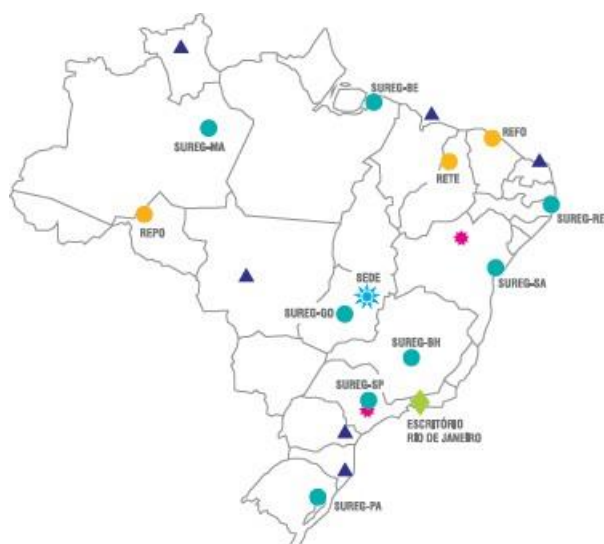 SUREG-BE
SUREG-MA
REFO
RETE
SUREG-RE
REPO
SEDE
SUREG-SA
SUREG-GO
SUREG-BH
SUREG-SP
ESCRITÓRIO
RIO DE JANEIRO
SUREG-PA